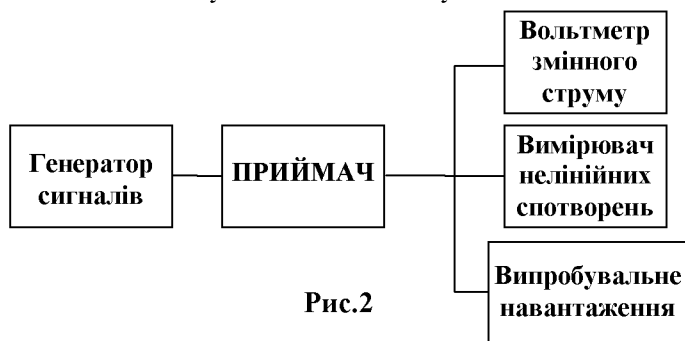 Вольтметр
змінного
струму
Генератор
сигналів
ПРИЙМАЧ
Вимірювач
нелінійних
спотворень
Випробувальне
навантаження
Рис.2